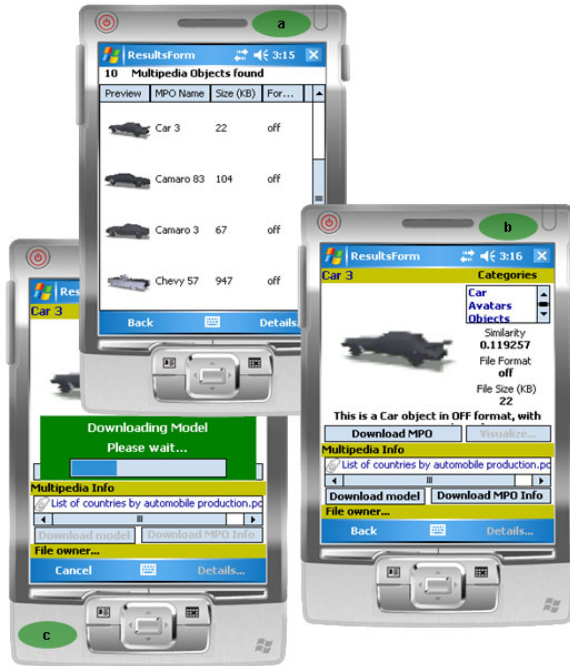 a
ResultsForm 3:15
10 Multipedia Objects found
Preview MPO Name Size (KB) For...
Car 3 22 off
Camaro 83 104 off
Camaro 3 67 off
Chevy 57 947 off
Back Details...
b
ResultsForm 3:16
Car 3 Categories
Car
Avatars
Objects
Similarity
0.119257
File Format
off
File Size (KB)
22
This is a Car object in OFF format, with
Download MPO Visualize...
Multipedia Info
List of countries by automobile production.pc
Download model Download MPO Info
File owner...
Back Details...
Res
Car 3
Downloading Model
Please wait...
Multipedia Info
List of countries by automobile production.pc
Download model Download MPO Info
File owner...
Cancel Details...
c